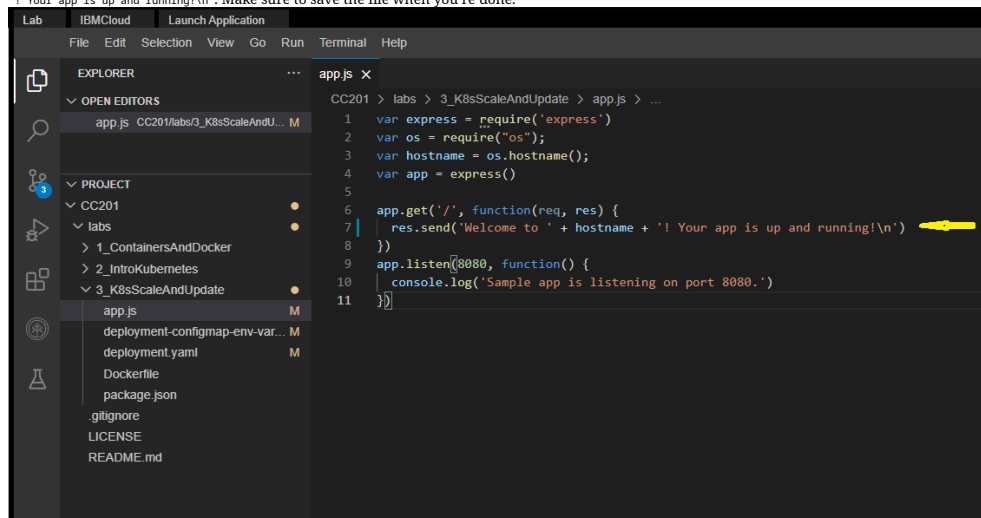 ! Your app is up and running!\n . Make sure to save the file when you're done.
Lab IBMCloud Launch Application
File Edit Selection View Go Run Terminal Help
EXPLORER ...
OPEN EDITORS
app.js CC201/labs/3_K8sScaleAndU... M
3
PROJECT
CC201
labs
1_ContainersAndDocker
2_IntroKubernetes
3_K8sScaleAndUpdate
app.js M
deployment-configmap-env-var... M
deployment.yaml M
Dockerfile
package.json
.gitignore
LICENSE
README.md
app.js
CC201 > labs > 3_K8sScaleAndUpdate > app.js > ...
1 var express = require('express')
2 var os = require("os");
3 var hostname = os.hostname();
4 var app = express()
5
6 app.get('/', function(req, res) {
7 res.send('Welcome to ' + hostname + '! Your app is up and running!\n')
8 })
9 app.listen(8080, function() {
10 console.log('Sample app is listening on port 8080.')
11 })